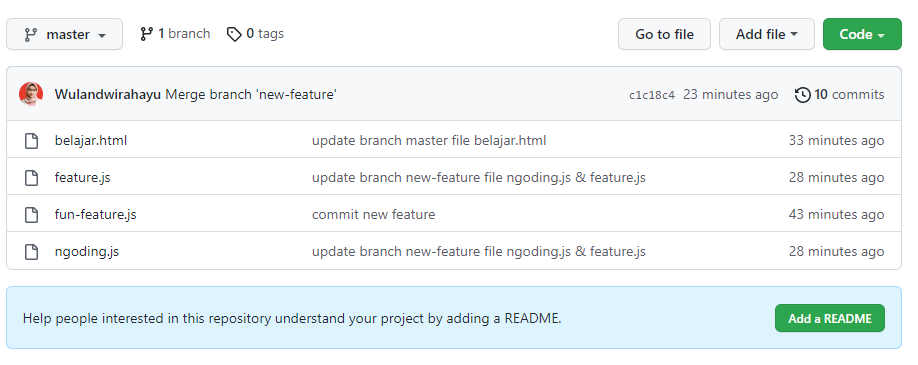 master 1 branch 0 tags Go to file Add file Code
Wulandwirahayu Merge branch 'new-feature' c1c18c4 23 minutes ago 10 commits
belajar.html update branch master file belajar.html 33 minutes ago
feature.js update branch new-feature file ngoding.js & feature.js 28 minutes ago
fun-feature.js commit new feature 43 minutes ago
ngoding.js update branch new-feature file ngoding.js & feature.js 28 minutes ago
Help people interested in this repository understand your project by adding a README. Add a README